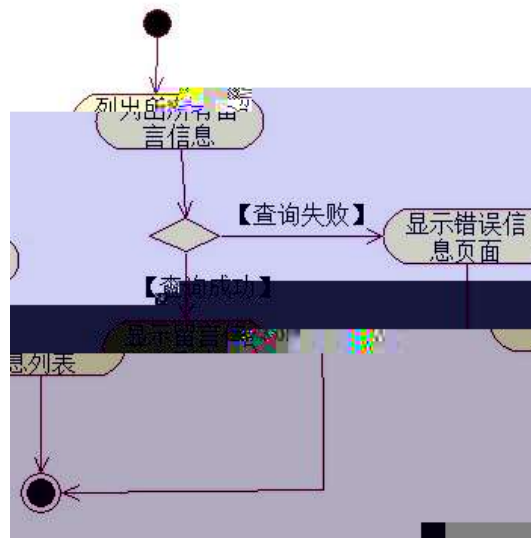 列出所有留
言信息
【查询失败】
显示错误信
息页面
【查询成功】
显示留言信
息列表